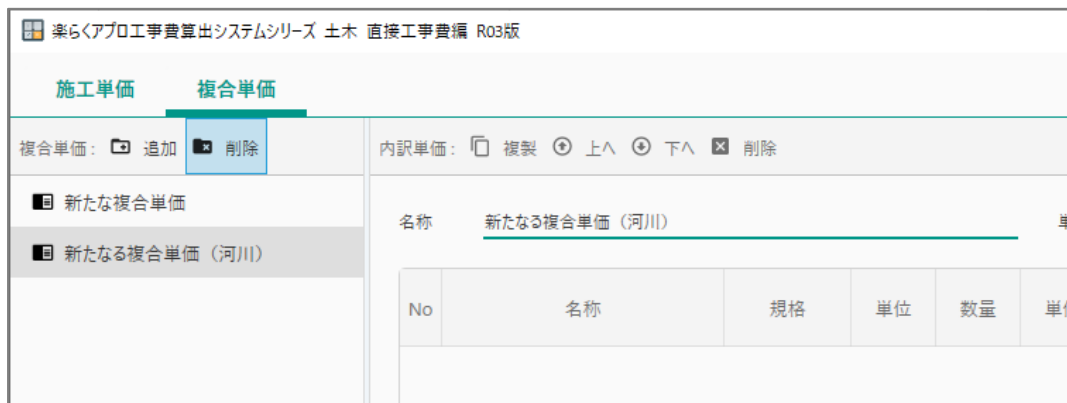 楽らくアプロ工事費算出システムシリーズ 土木 直接工事費編 R03版
施工単価 複合単価
複合単価： 追加 削除 内訳単価： 複製 上へ 下へ 削除
新たな複合単価
名称 新たなる複合単価（河川）
新たなる複合単価（河川）
No 名称 規格 単位 数量